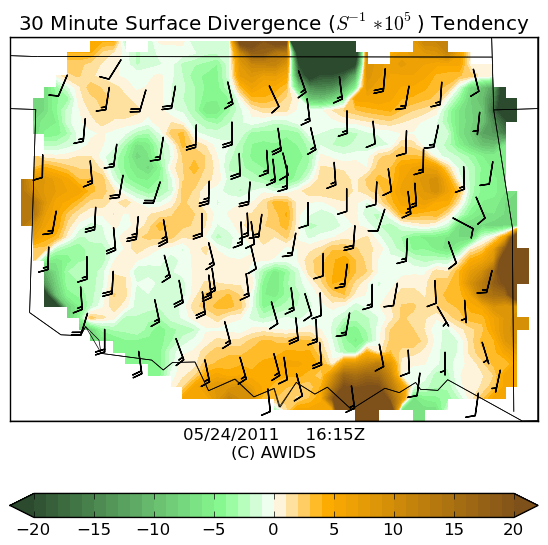 30 Minute Surface Divergence (S⁻¹ *10⁵ ) Tendency
05/24/2011 16:15Z
(C) AWIDS
−20 −15 −10 −5 0 5 10 15 20